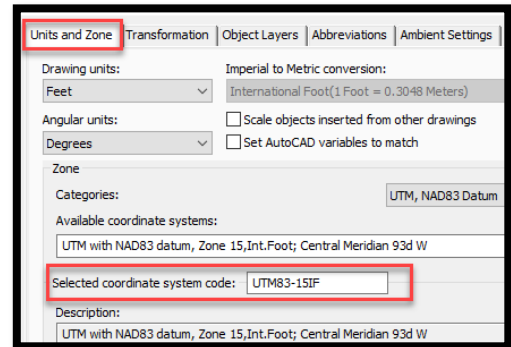 Units and Zone Transformation Object Layers Abbreviations Ambient Settings
Drawing units: Imperial to Metric conversion:
Feet International Foot(1 Foot = 0.3048 Meters)
Angular units: Scale objects inserted from other drawings
Degrees Set AutoCAD variables to match
Zone
Categories: UTM, NAD83 Datum
Available coordinate systems:
UTM with NAD83 datum, Zone 15,Int.Foot; Central Meridian 93d W
Selected coordinate system code: UTM83-15IF
Description:
UTM with NAD83 datum, Zone 15,Int.Foot; Central Meridian 93d W